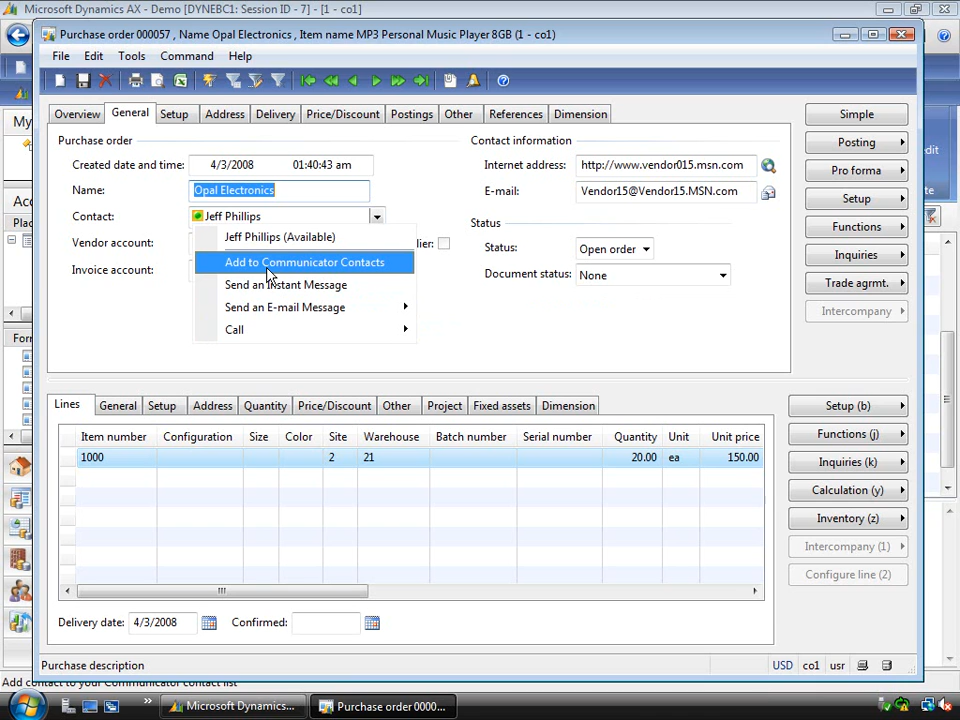 Microsoft Dynamics AX - Demo [DYNEBC1: Session ID - 7] - [1 - co1]
Purchase order 000057 , Name Opal Electronics , Item name MP3 Personal Music Player 8GB (1 - co1)
File Edit Tools Command Help
Overview General Setup Address Delivery Price/Discount Postings Other References Dimension
Purchase order
Created date and time: 4/3/2008 01:40:43 am
Name: Opal Electronics
Contact: Jeff Phillips
Vendor account:
Invoice account:
Jeff Phillips (Available)
Add to Communicator Contacts
Send an Instant Message
Send an E-mail Message
Call
Contact information
Internet address: http://www.vendor015.msn.com
E-mail: Vendor15@Vendor15.MSN.com
Status
Status: Open order
Document status: None
Simple
Posting
Pro forma
Setup
Functions
Inquiries
Trade agrmt.
Intercompany
Lines General Setup Address Quantity Price/Discount Other Project Fixed assets Dimension
Item number Configuration Size Color Site Warehouse Batch number Serial number Quantity Unit Unit price
1000 2 21 20.00 ea 150.00
Setup (b)
Functions (j)
Inquiries (k)
Calculation (y)
Inventory (z)
Intercompany (1)
Configure line (2)
Delivery date: 4/3/2008 Confirmed:
Purchase description USD co1 usr
Add contact to your Communicator contact list
Microsoft Dynamics... Purchase order 0000...